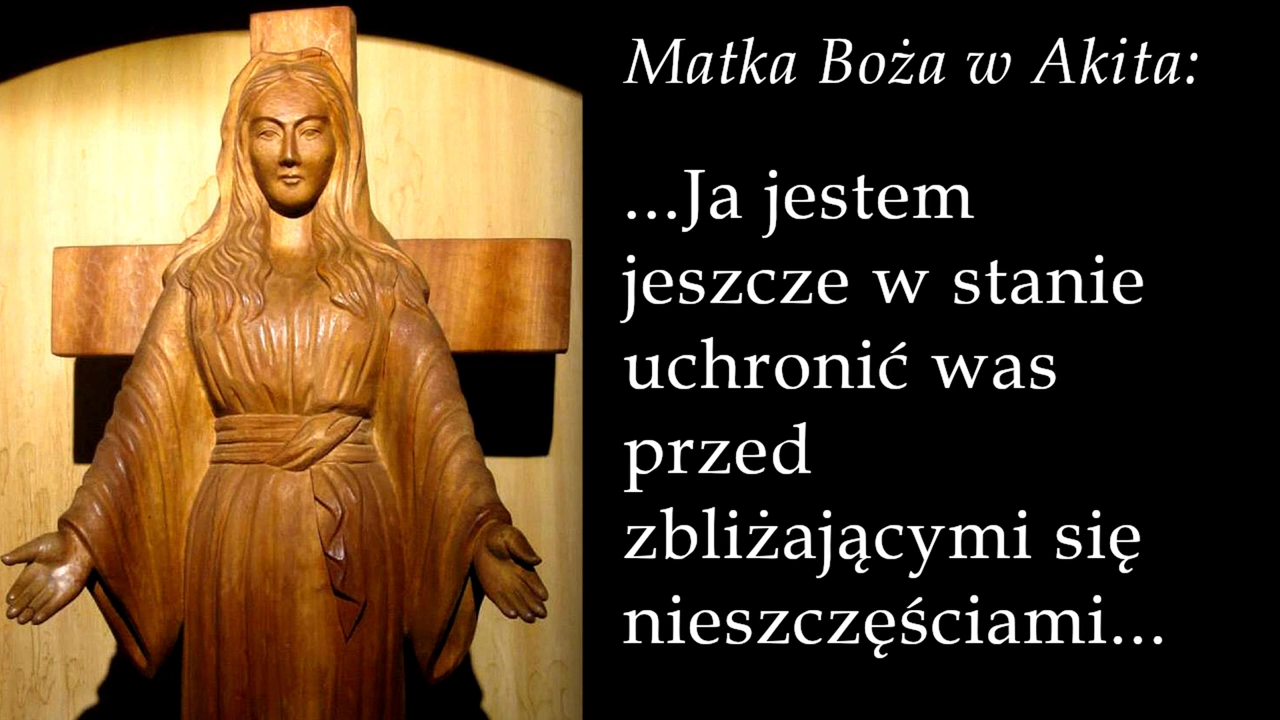 Matka Boża w Akita:
...Ja jestem
jeszcze w stanie
uchronić was
przed
zbliżającymi się
nieszczęściami...